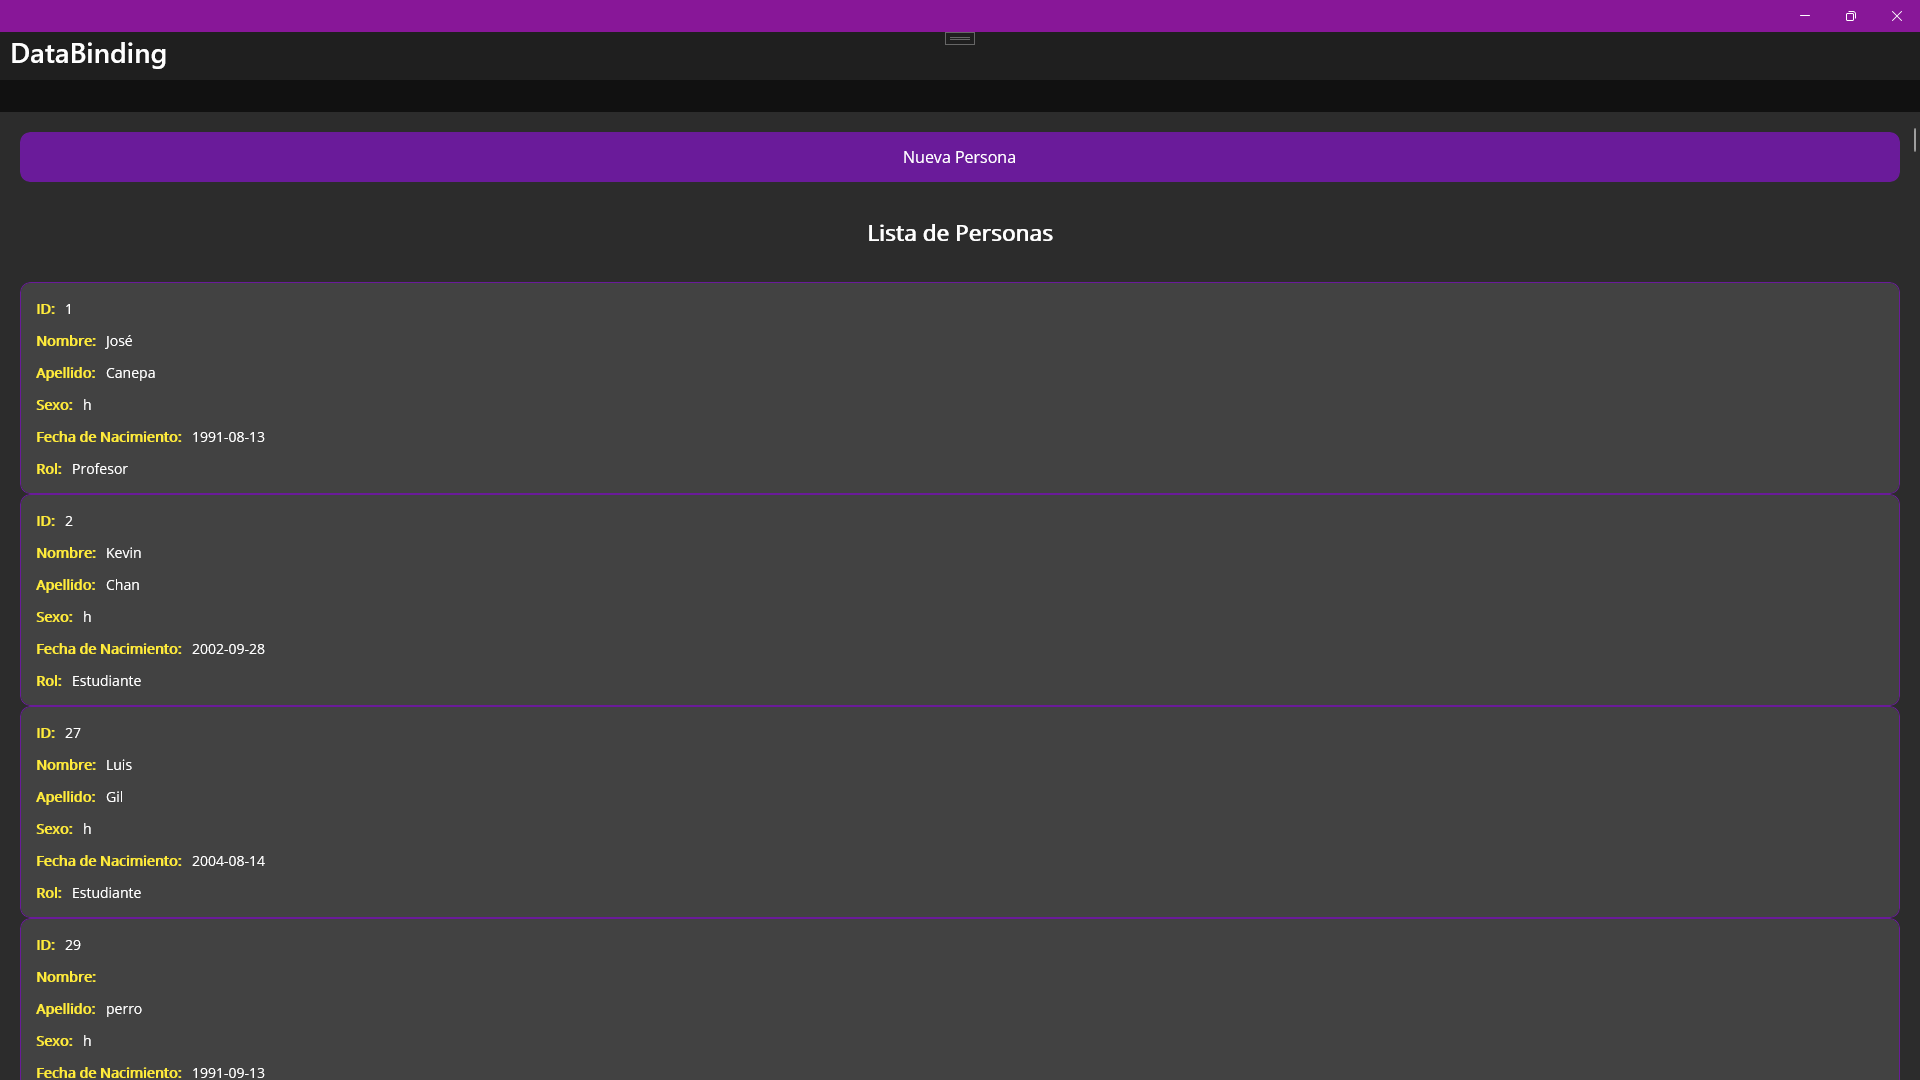 DataBinding
Nueva Persona
Lista de Personas
ID: 1
Nombre: José
Apellido: Canepa
Sexo: h
Fecha de Nacimiento: 1991-08-13
Rol: Profesor
ID: 2
Nombre: Kevin
Apellido: Chan
Sexo: h
Fecha de Nacimiento: 2002-09-28
Rol: Estudiante
ID: 27
Nombre: Luis
Apellido: Gil
Sexo: h
Fecha de Nacimiento: 2004-08-14
Rol: Estudiante
ID: 29
Nombre:
Apellido: perro
Sexo: h
Fecha de Nacimiento: 1991-09-13